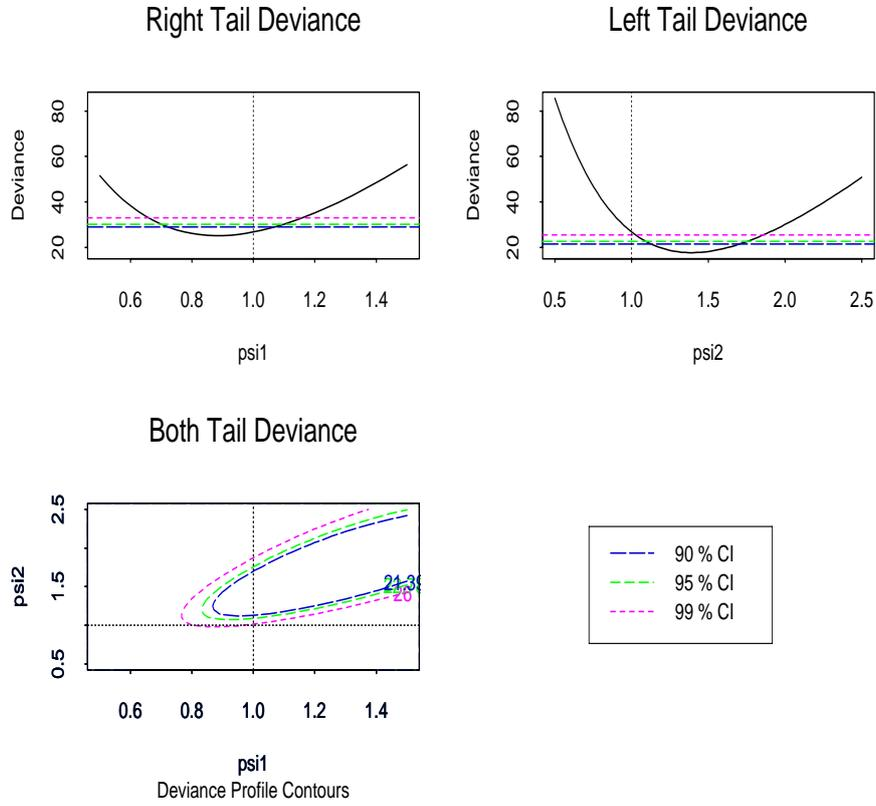 Right Tail Deviance
Deviance
80
60
40
20
0.6 0.8 1.0 1.2 1.4
psi1
Left Tail Deviance
Deviance
80
60
40
20
0.5 1.0 1.5 2.0 2.5
psi2
Both Tail Deviance
psi2
2.5
1.5
0.5
26
0.6 0.8 1.0 1.2 1.4
psi1
Deviance Profile Contours
90 % CI
95 % CI
99 % CI